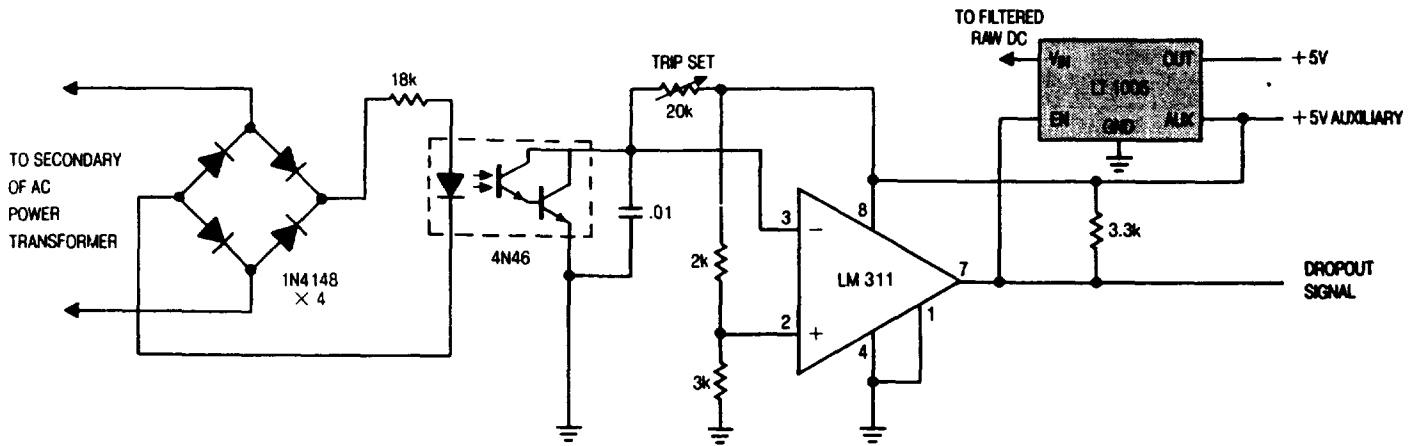 TO FILTERED
RAW DC
VIN
OUT
+5V
LT1005
EN
GND
AUX
+5V AUXILIARY
TRIP SET
20k
18k
TO SECONDARY
OF AC
POWER
TRANSFORMER
1N4148
× 4
4N46
.01
2k
3k
3
−
8
LM 311
2
+
4
1
7
3.3k
DROPOUT
SIGNAL